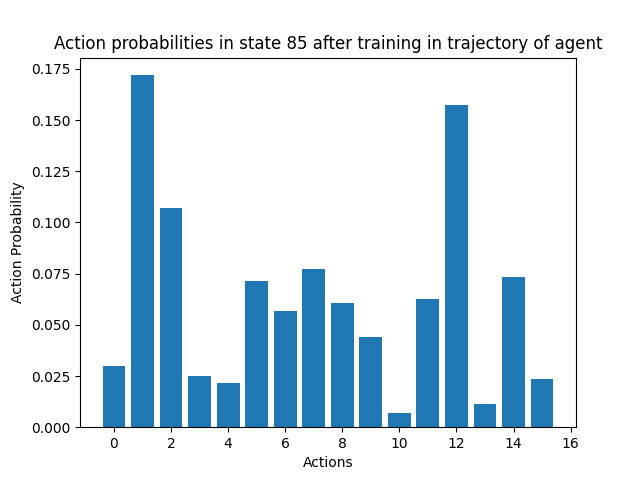 Action probabilities in state 85 after training in trajectory of agent
0.175
0.150
0.125
0.100
0.075
0.050
0.025
0.000
Action Probability
0 2 4 6 8 10 12 14 16
Actions